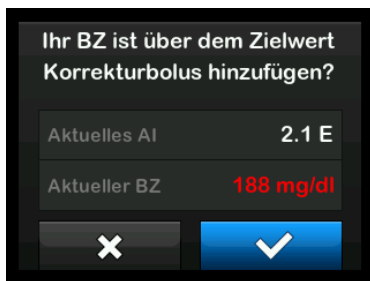 Ihr BZ ist über dem Zielwert
Korrekturbolus hinzufügen?
Aktuelles AI 2.1 E
Aktueller BZ 188 mg/dl